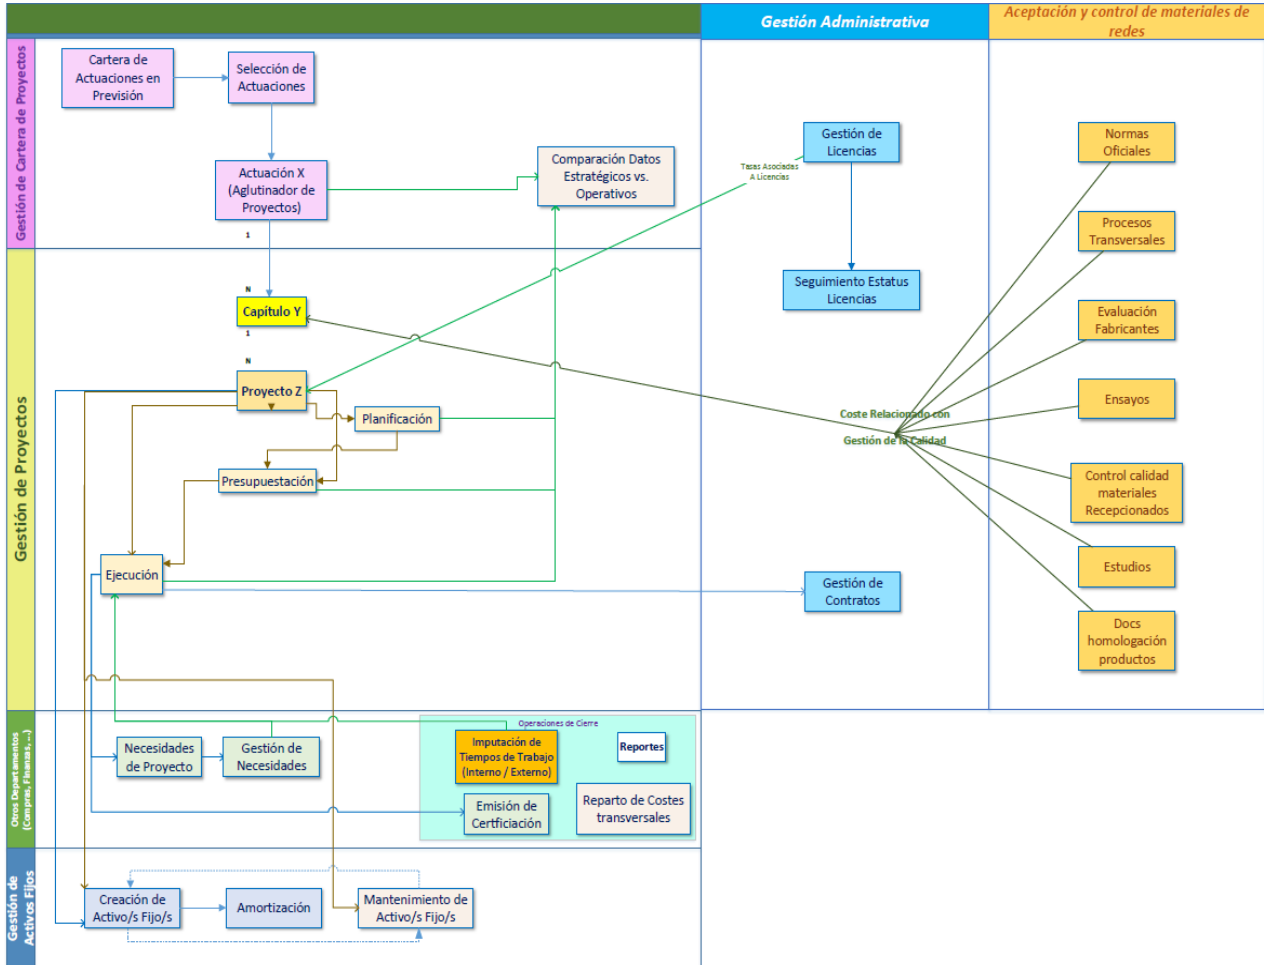 Gestión Administrativa
Aceptación y control de materiales de
redes
Gestión de Cartera de Proyectos
Cartera de
Actuaciones en
Previsión
Selección de
Actuaciones
Actuación X
(Aglutinador de
Proyectos)
Comparación Datos
Estratégicos vs.
Operativos
Gestión de
Licencias
Tasas Asociadas
A Licencias
Normas
Oficiales
Procesos
Transversales
1
Gestión de Proyectos
N
Capítulo Y
1
N
Proyecto Z
Planificación
Presupuestación
Ejecución
Seguimiento Estatus
Licencias
Evaluación
Fabricantes
Ensayos
Coste Relacionado con
Gestión de la Calidad
Control calidad
materiales
Recepcionados
Estudios
Gestión de
Contratos
Docs
homologación
productos
Otros Departamentos
(Compras, Finanzas, ...)
Necesidades
de Proyecto
Gestión de
Necesidades
Operaciones de Cierre
Imputación de
Tiempos de Trabajo
(Interno / Externo)
Reportes
Emisión de
Certficiación
Reparto de Costes
transversales
Gestión de
Activos Fijos
Creación de
Activo/s Fijo/s
Amortización
Mantenimiento de
Activo/s Fijo/s